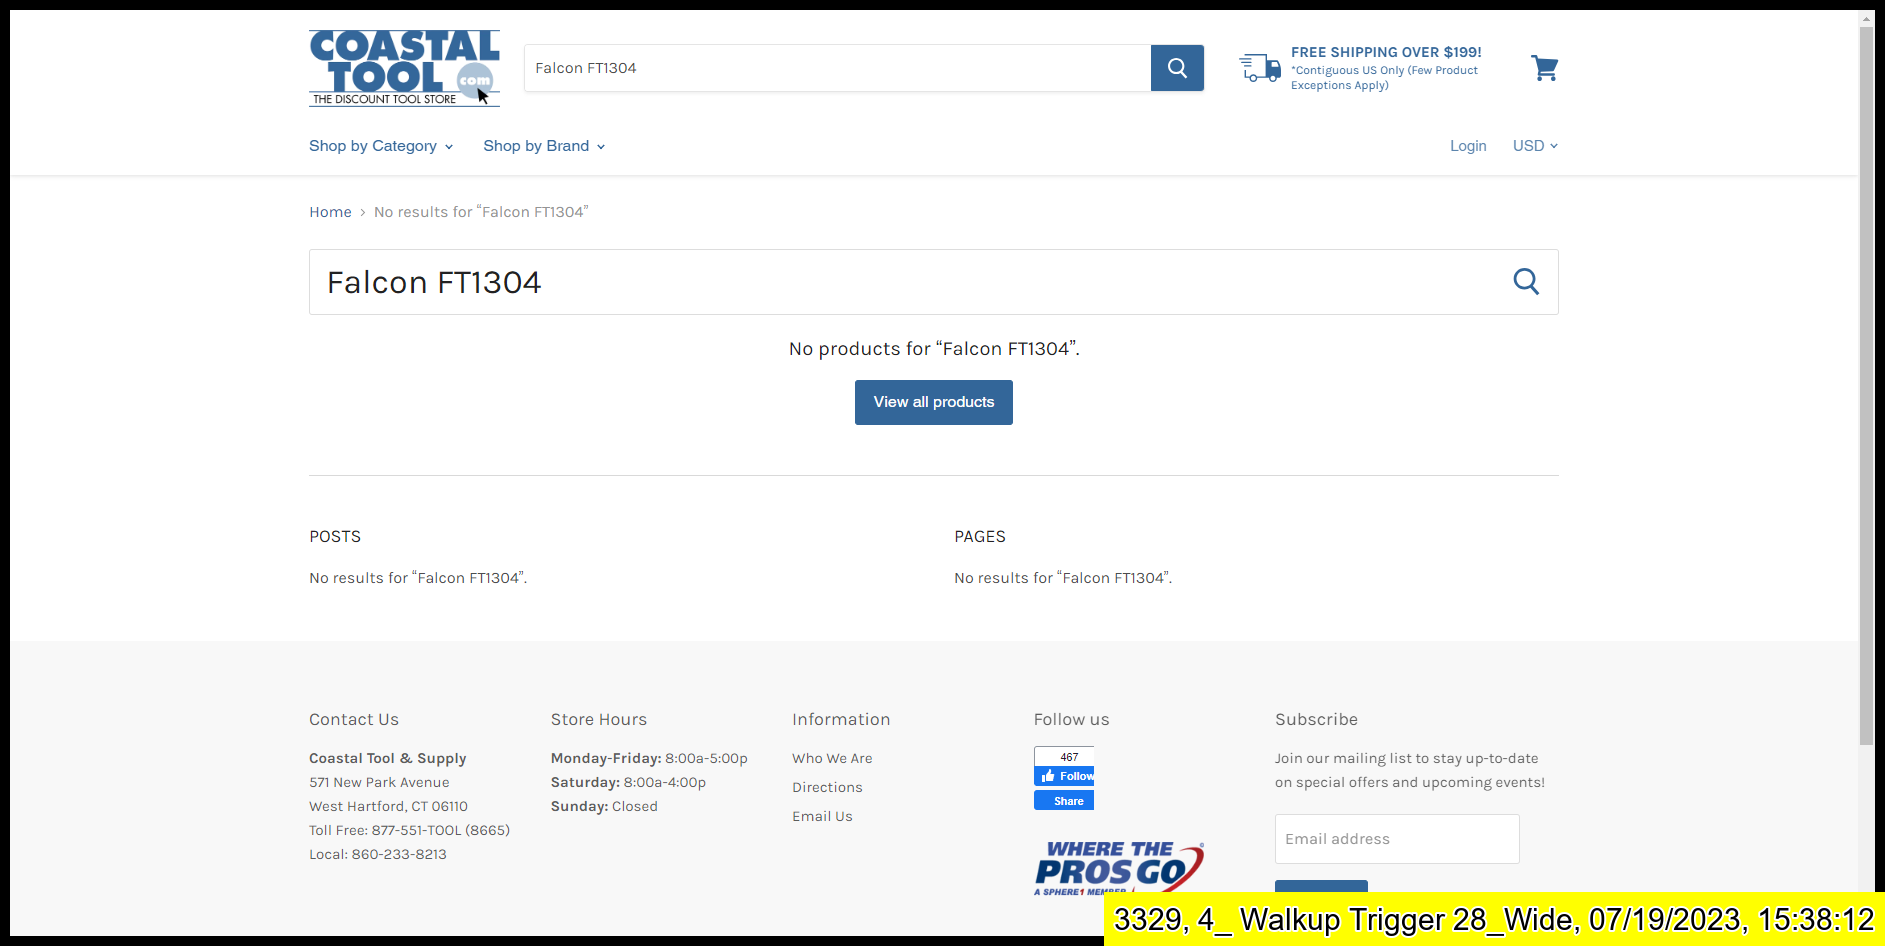 COASTAL
TOOL com
THE DISCOUNT TOOL STORE
Falcon FT1304
FREE SHIPPING OVER $199!
*Contiguous US Only (Few Product
Exceptions Apply)
Shop by Category
Shop by Brand
Login
USD
Home › No results for “Falcon FT1304”
Falcon FT1304
No products for “Falcon FT1304”.
View all products
POSTS
No results for “Falcon FT1304”.
PAGES
No results for “Falcon FT1304”.
Contact Us
Coastal Tool & Supply
571 New Park Avenue
West Hartford, CT 06110
Toll Free: 877-551-TOOL (8665)
Local: 860-233-8213
Store Hours
Monday-Friday: 8:00a-5:00p
Saturday: 8:00a-4:00p
Sunday: Closed
Information
Who We Are
Directions
Email Us
Follow us
467
Follow
Share
WHERE THE
PROS GO
A SPHERE1 MEMBER
Subscribe
Join our mailing list to stay up-to-date
on special offers and upcoming events!
Email address
3329, 4_ Walkup Trigger 28_Wide, 07/19/2023, 15:38:12